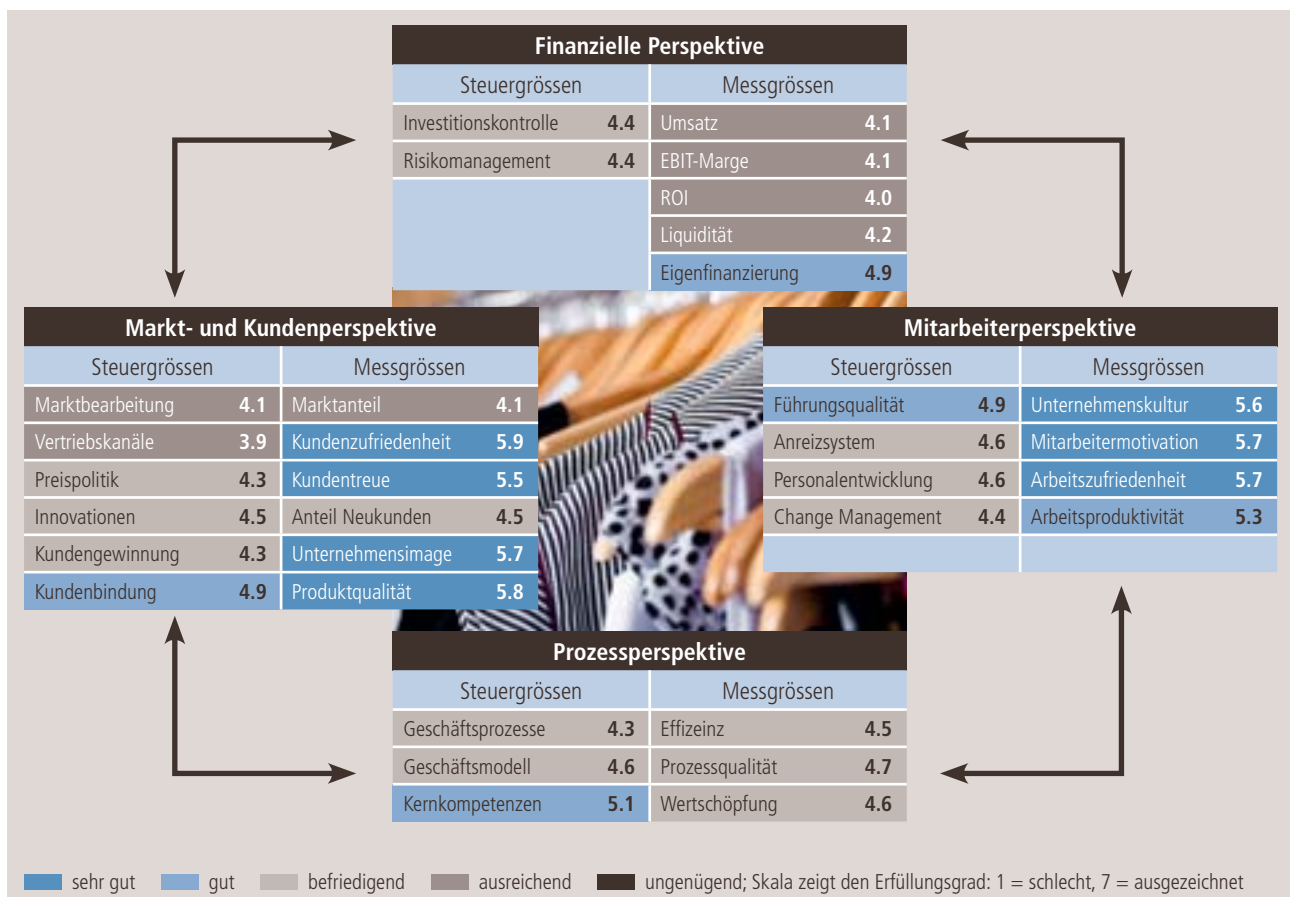 Finanzielle Perspektive
Steuergrössen Messgrössen
Investitionskontrolle 4.4 Umsatz 4.1
Risikomanagement 4.4 EBIT-Marge 4.1
ROI 4.0
Liquidität 4.2
Eigenfinanzierung 4.9
Markt- und Kundenperspektive
Steuergrössen Messgrössen
Marktbearbeitung 4.1 Marktanteil 4.1
Vertriebskanäle 3.9 Kundenzufriedenheit 5.9
Preispolitik 4.3 Kundentreue 5.5
Innovationen 4.5 Anteil Neukunden 4.5
Kundengewinnung 4.3 Unternehmensimage 5.7
Kundenbindung 4.9 Produktqualität 5.8
Mitarbeiterperspektive
Steuergrössen Messgrössen
Führungsqualität 4.9 Unternehmenskultur 5.6
Anreizsystem 4.6 Mitarbeitermotivation 5.7
Personalentwicklung 4.6 Arbeitszufriedenheit 5.7
Change Management 4.4 Arbeitsproduktivität 5.3
Prozessperspektive
Steuergrössen Messgrössen
Geschäftsprozesse 4.3 Effizeinz 4.5
Geschäftsmodell 4.6 Prozessqualität 4.7
Kernkompetenzen 5.1 Wertschöpfung 4.6
sehr gut gut befriedigend ausreichend ungenügend; Skala zeigt den Erfüllungsgrad: 1 = schlecht, 7 = ausgezeichnet